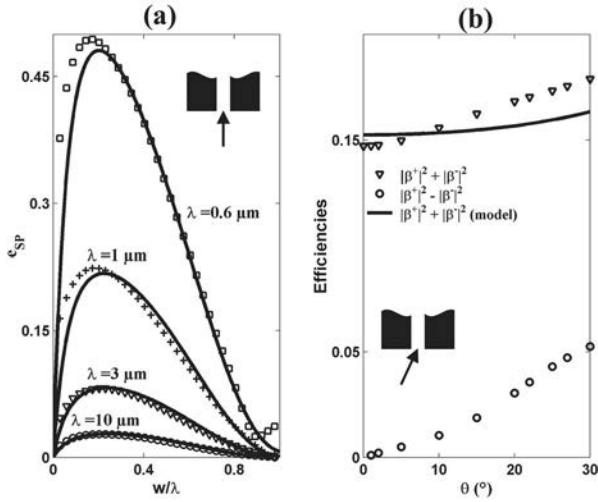 (a)
(b)
0.45
0.3
0.15
0
e_SP
λ =0.6 μm
λ =1 μm
λ =3 μm
λ =10 μm
0 0.4 0.8
w/λ
0.15
0.05
0
Efficiencies
|β⁺|² + |β⁻|²
|β⁺|² - |β⁻|²
|β⁺|² + |β⁻|² (model)
0 10 20 30
θ (°)